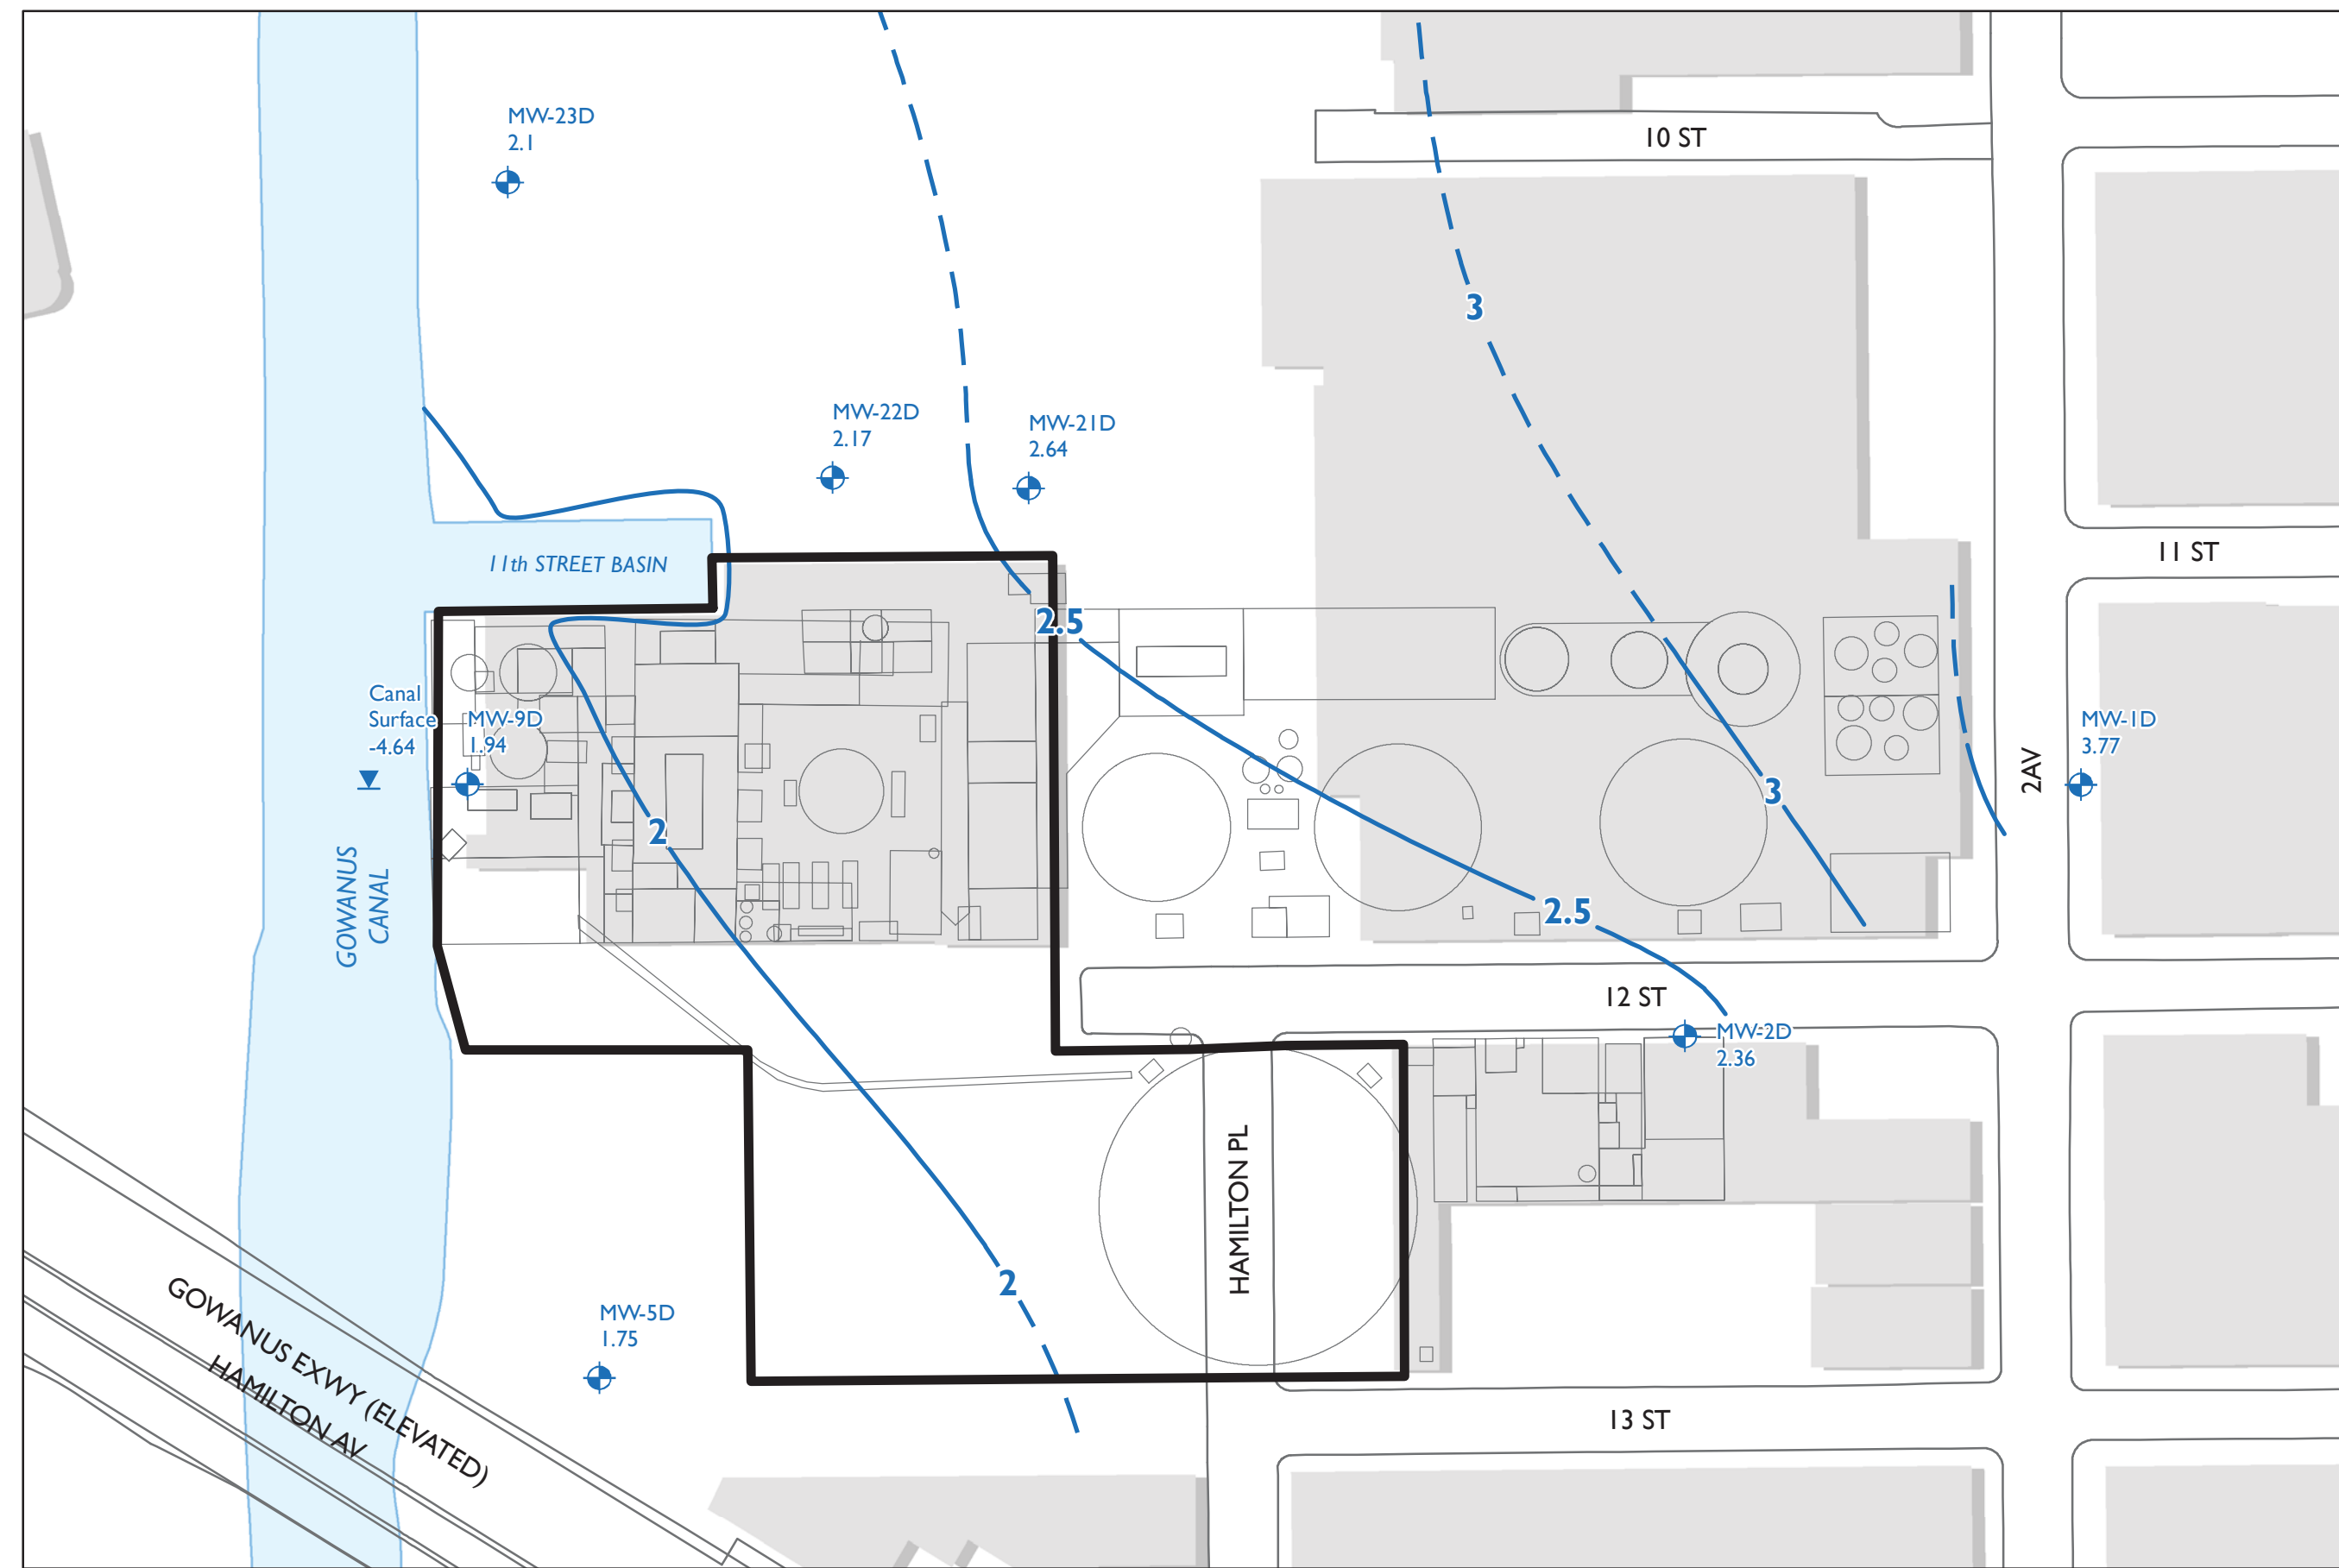 MW-23D
2.1
10 ST
3
MW-22D
2.17
MW-21D
2.64
11th STREET BASIN
11 ST
2.5
Canal
Surface
-4.64
MW-9D
1.94
MW-1D
3.77
2AV
3
2
GOWANUS
CANAL
2.5
12 ST
MW-2D
2.36
HAMILTON PL
2
MW-5D
1.75
GOWANUS EXWY (ELEVATED)
HAMILTON AV
13 ST